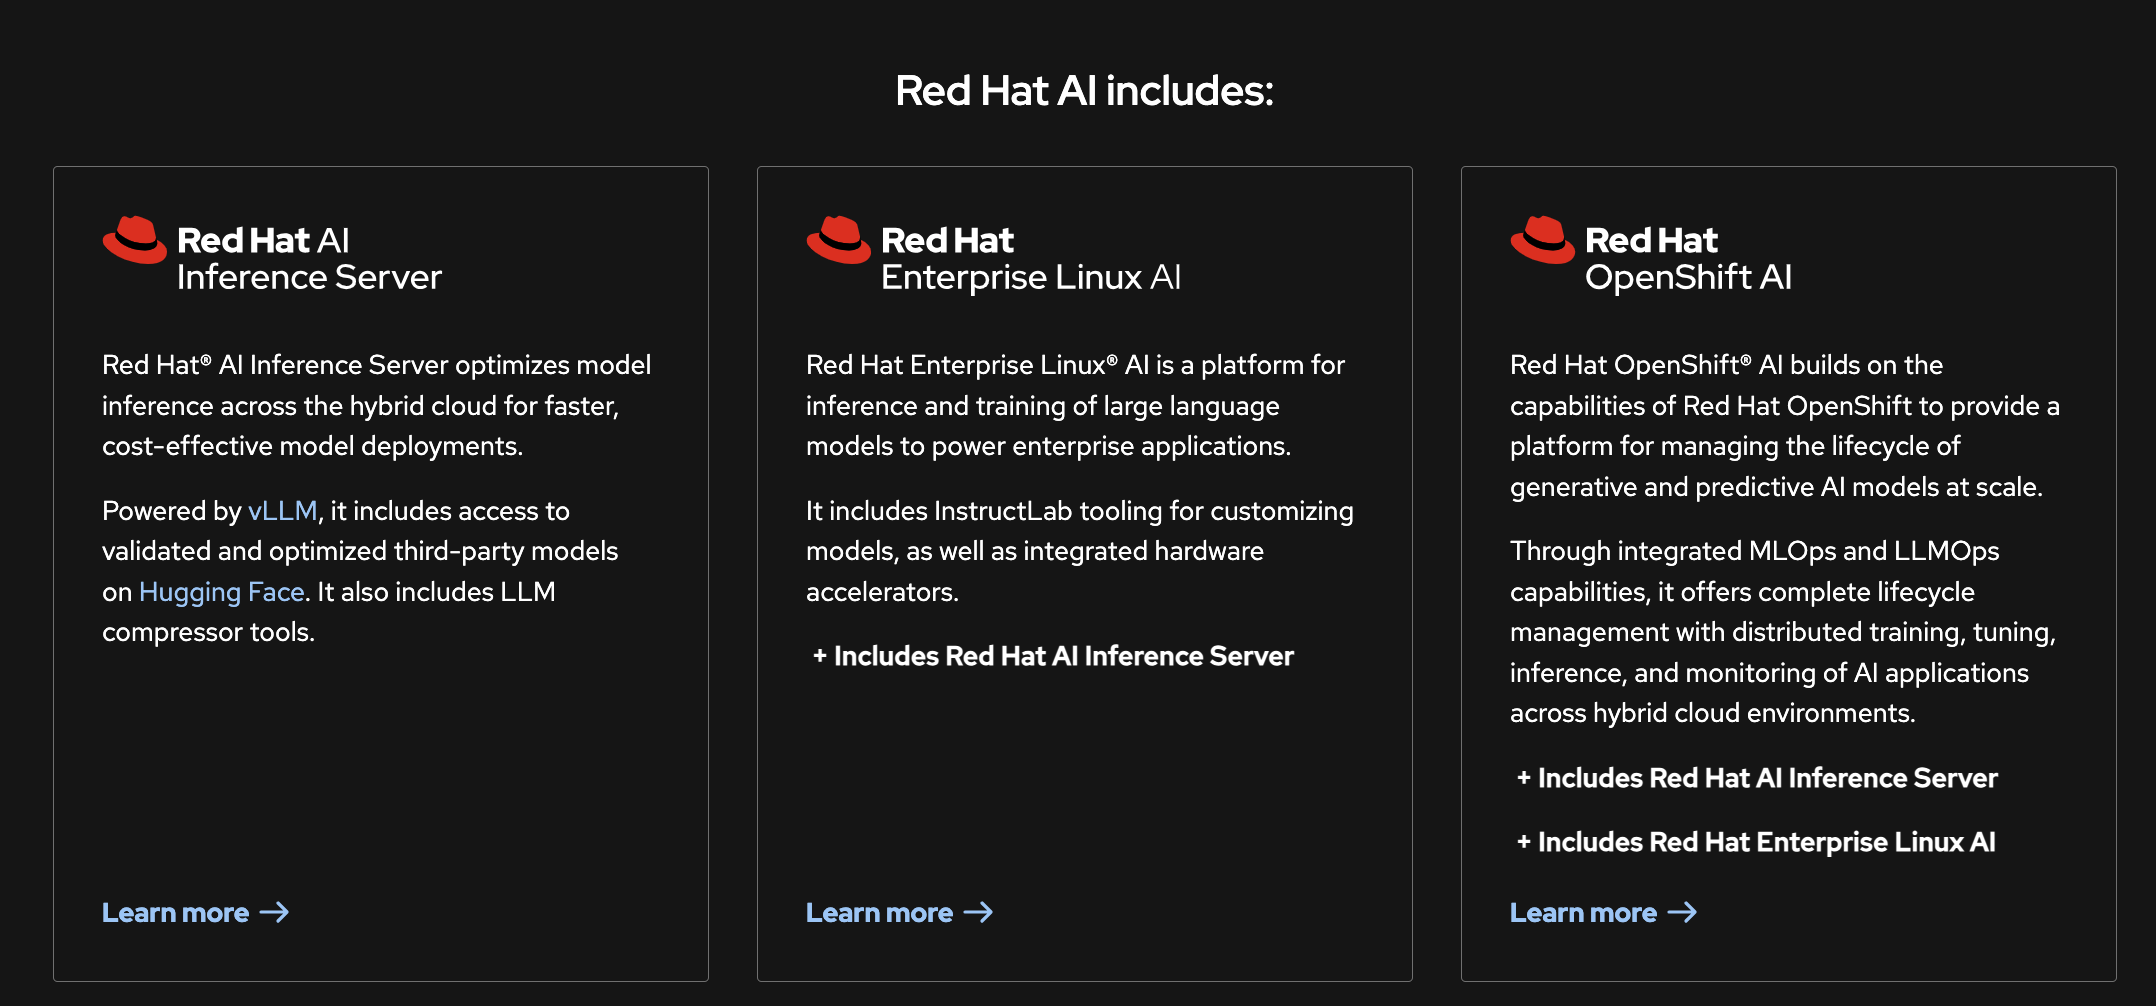 Red Hat AI includes:
Red Hat AI
Inference Server
Red Hat® AI Inference Server optimizes model
inference across the hybrid cloud for faster,
cost-effective model deployments.
Powered by vLLM, it includes access to
validated and optimized third-party models
on Hugging Face. It also includes LLM
compressor tools.
Learn more →
Red Hat
Enterprise Linux AI
Red Hat Enterprise Linux® AI is a platform for
inference and training of large language
models to power enterprise applications.
It includes InstructLab tooling for customizing
models, as well as integrated hardware
accelerators.
+ Includes Red Hat AI Inference Server
Learn more →
Red Hat
OpenShift AI
Red Hat OpenShift® AI builds on the
capabilities of Red Hat OpenShift to provide a
platform for managing the lifecycle of
generative and predictive AI models at scale.
Through integrated MLOps and LLMOps
capabilities, it offers complete lifecycle
management with distributed training, tuning,
inference, and monitoring of AI applications
across hybrid cloud environments.
+ Includes Red Hat AI Inference Server
+ Includes Red Hat Enterprise Linux AI
Learn more →